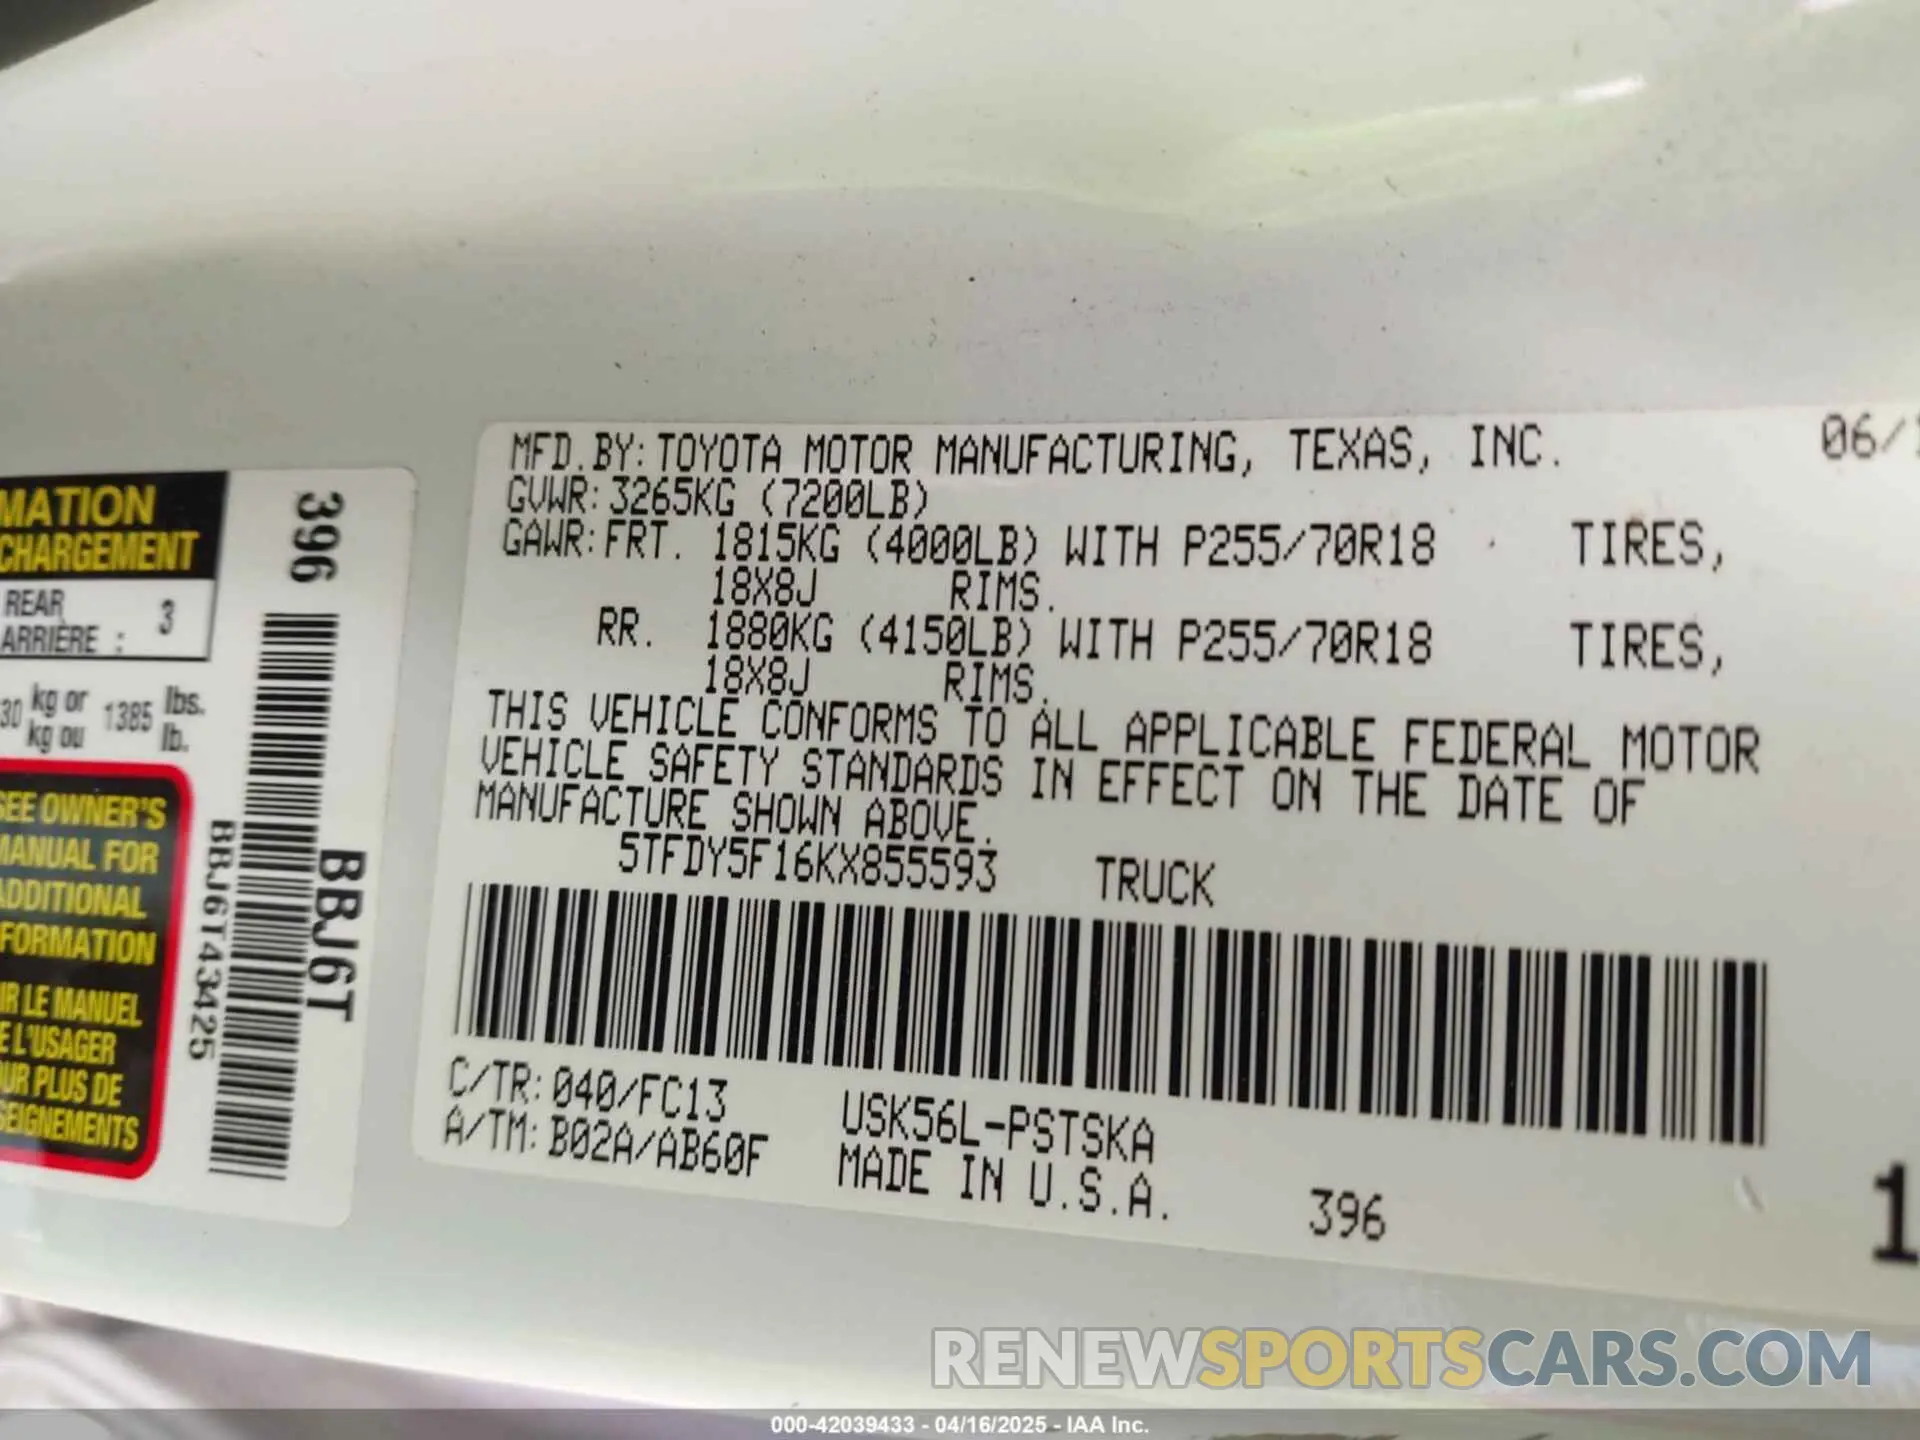 MFD.BY:TOYOTA MOTOR MANUFACTURING, TEXAS, INC. 06/1
GVWR:3265KG (7200LB)
GAWR:FRT. 1815KG (4000LB) WITH P255/70R18 TIRES,
18X8J RIMS.
RR. 1880KG (4150LB) WITH P255/70R18 TIRES,
18X8J RIMS.
THIS VEHICLE CONFORMS TO ALL APPLICABLE FEDERAL MOTOR
VEHICLE SAFETY STANDARDS IN EFFECT ON THE DATE OF
MANUFACTURE SHOWN ABOVE.
5TFDY5F16KX855593 TRUCK
C/TR:040/FC13 USK56L-PSTSKA
A/TM:B02A/AB60F MADE IN U.S.A. 396
1
MATION
CHARGEMENT
REAR
ARRIÈRE : 3
30 kg or 1385 lbs.
kg ou lb.
SEE OWNER'S
MANUAL FOR
ADDITIONAL
FORMATION
IR LE MANUEL
E L'USAGER
OUR PLUS DE
SEIGNEMENTS
396
BBJ6T
BBJ6T43425
RENEWSPORTSCARS.COM
000-42039433 - 04/16/2025 - IAA Inc.